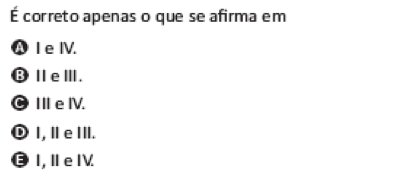 É correto apenas o que se afirma em
A I e IV.
B II e III.
C III e IV.
D I, II e III.
E I, II e IV.